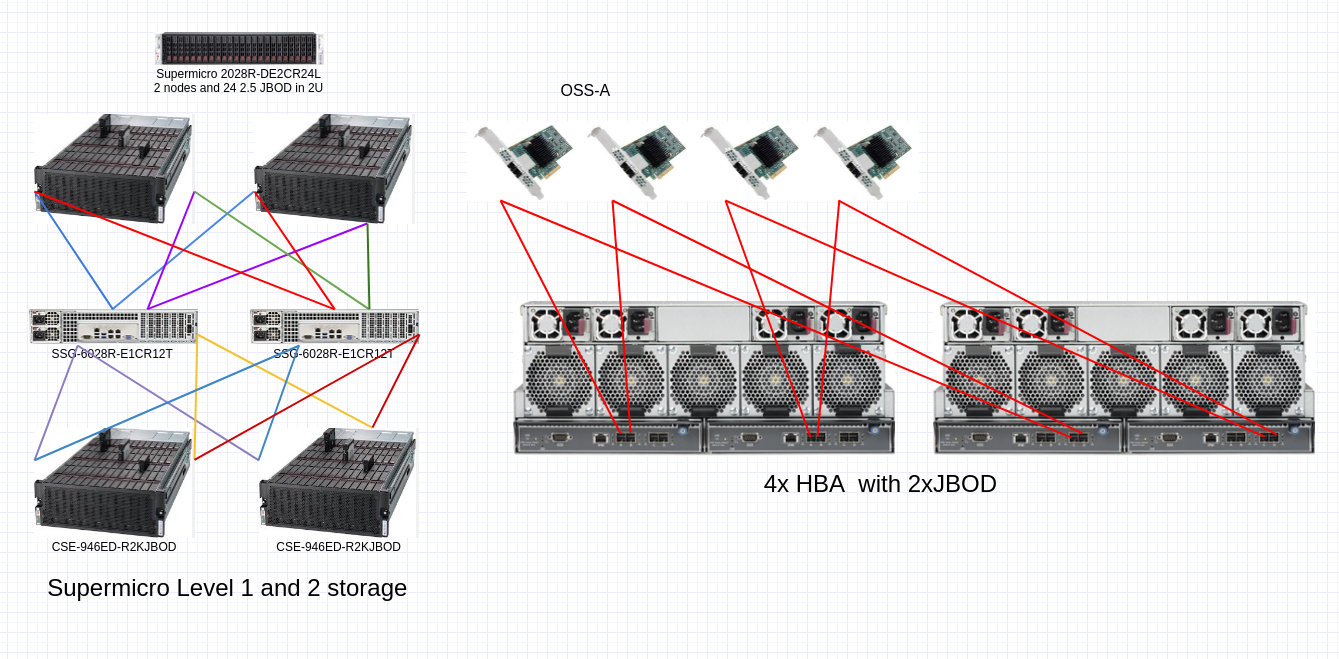 Supermicro 2028R-DE2CR24L
2 nodes and 24 2.5 JBOD in 2U
OSS-A
SSG-6028R-E1CR12T
SSG-6028R-E1CR12T
CSE-946ED-R2KJBOD
CSE-946ED-R2KJBOD
4x HBA  with 2xJBOD
Supermicro Level 1 and 2 storage